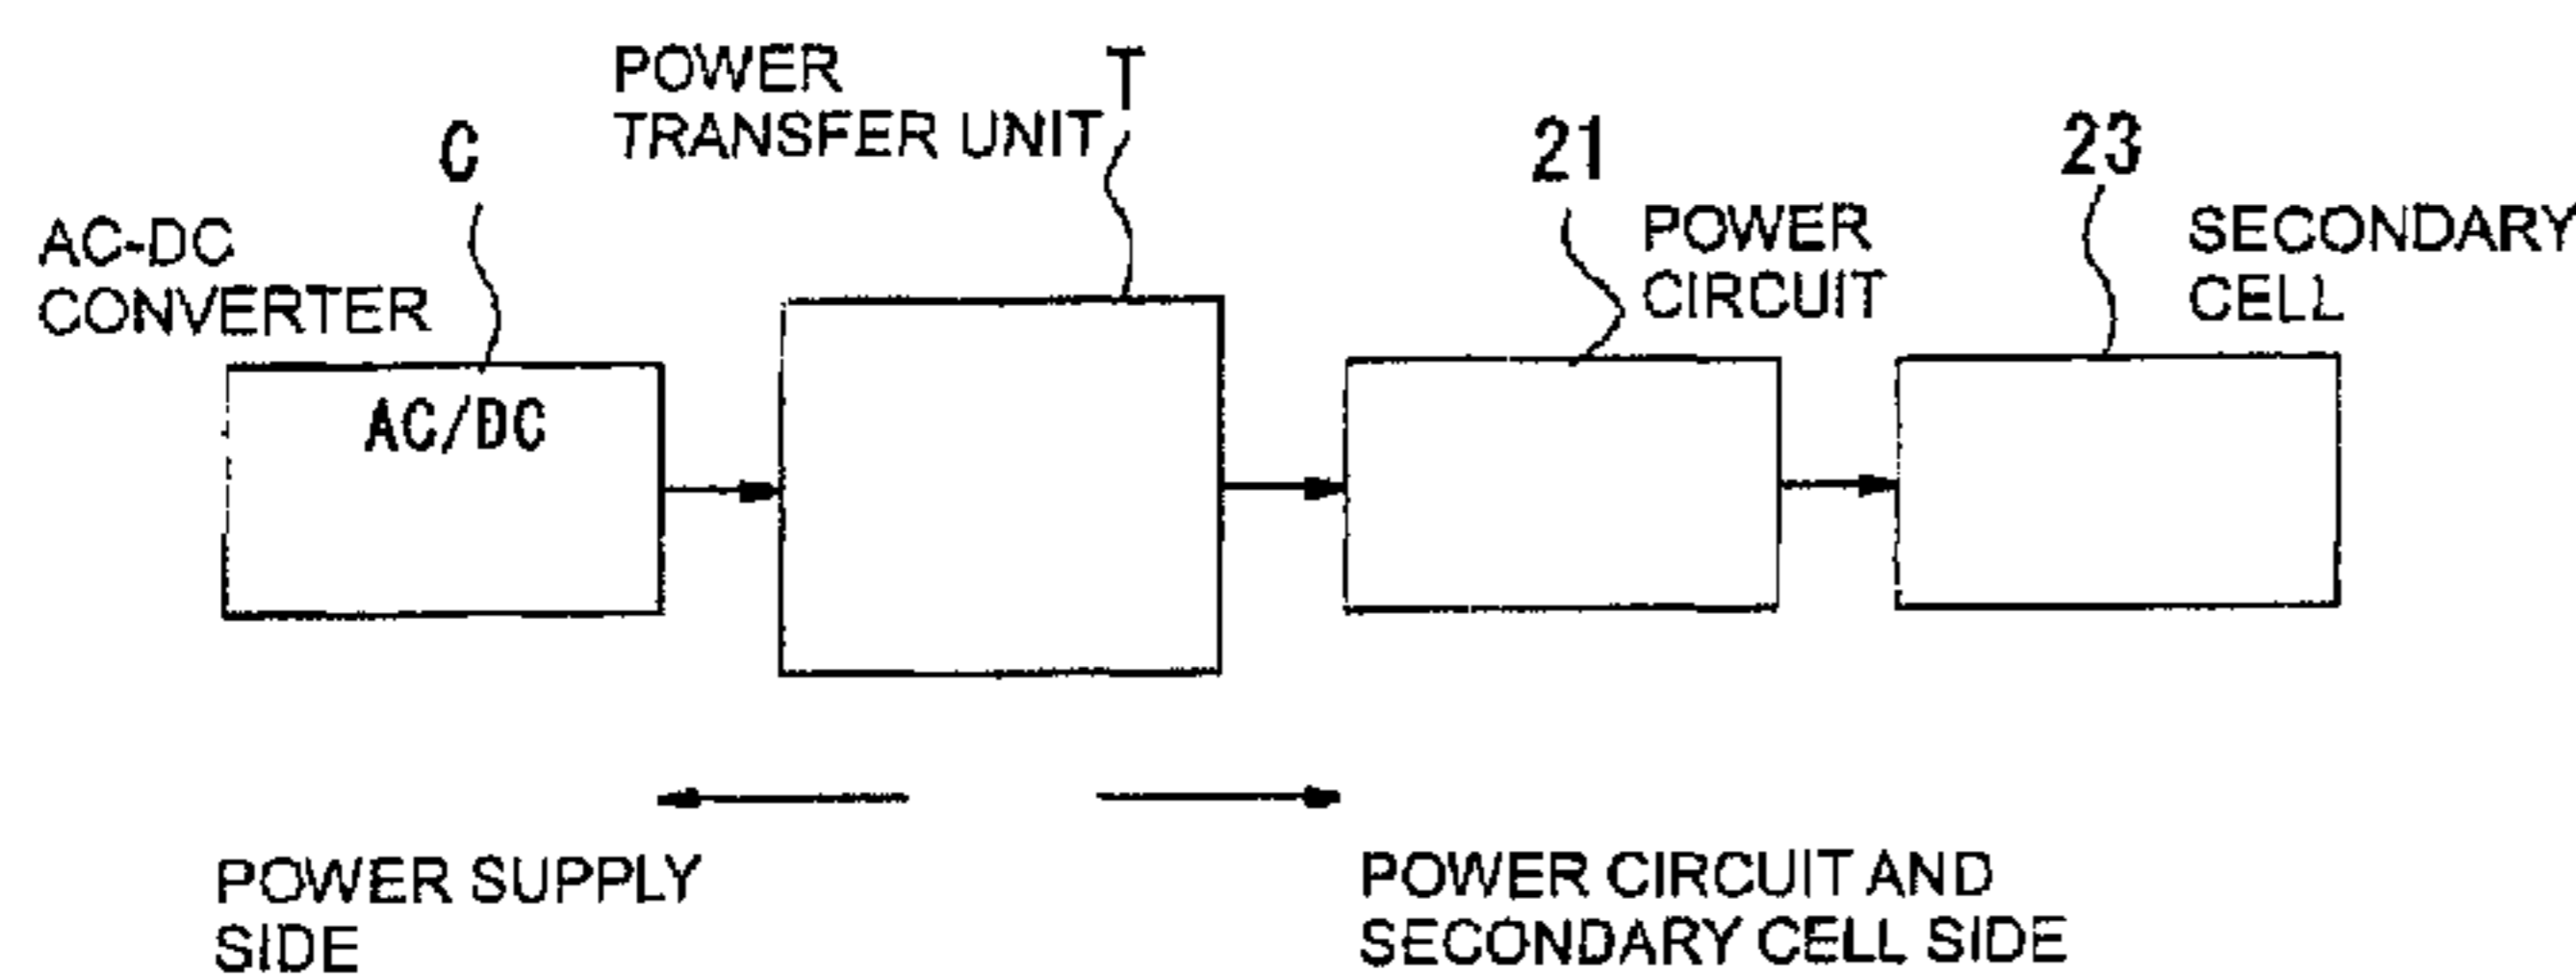 POWER
TRANSFER UNIT
T
C
21
23
AC-DC
CONVERTER
POWER
CIRCUIT
SECONDARY
CELL
AC/DC
POWER SUPPLY
SIDE
POWER CIRCUIT AND
SECONDARY CELL SIDE